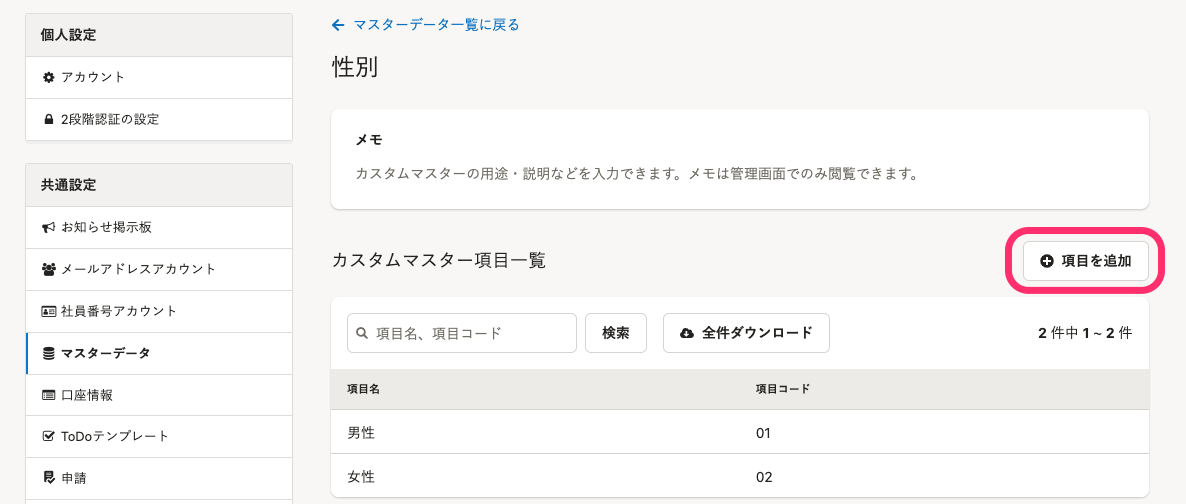 個人設定
アカウント
2段階認証の設定
共通設定
お知らせ掲示板
メールアドレスアカウント
社員番号アカウント
マスターデータ
口座情報
ToDoテンプレート
申請
← マスターデータ一覧に戻る
性別
メモ
カスタムマスターの用途・説明などを入力できます。メモは管理画面でのみ閲覧できます。
カスタムマスター項目一覧
項目を追加
項目名、項目コード 検索 全件ダウンロード 2 件中 1 ~ 2 件
項目名 項目コード
男性 01
女性 02